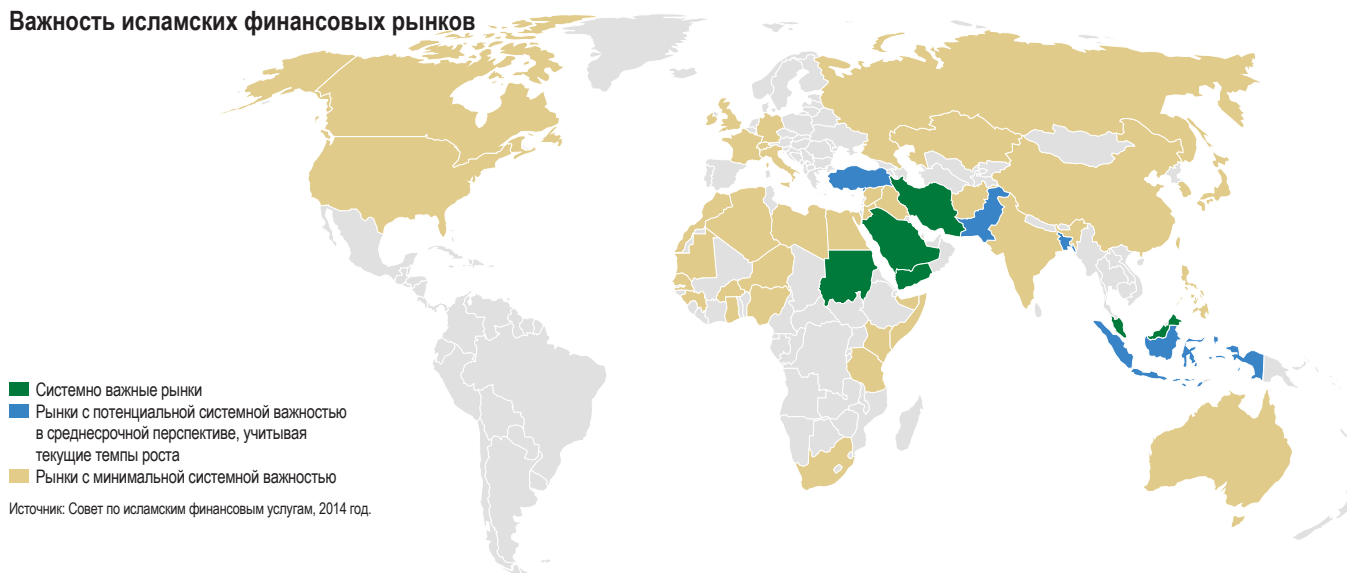 Важность исламских финансовых рынков
Системно важные рынки
Рынки с потенциальной системной важностью
в среднесрочной перспективе, учитывая
текущие темпы роста
Рынки с минимальной системной важностью
Источник: Совет по исламским финансовым услугам, 2014 год.